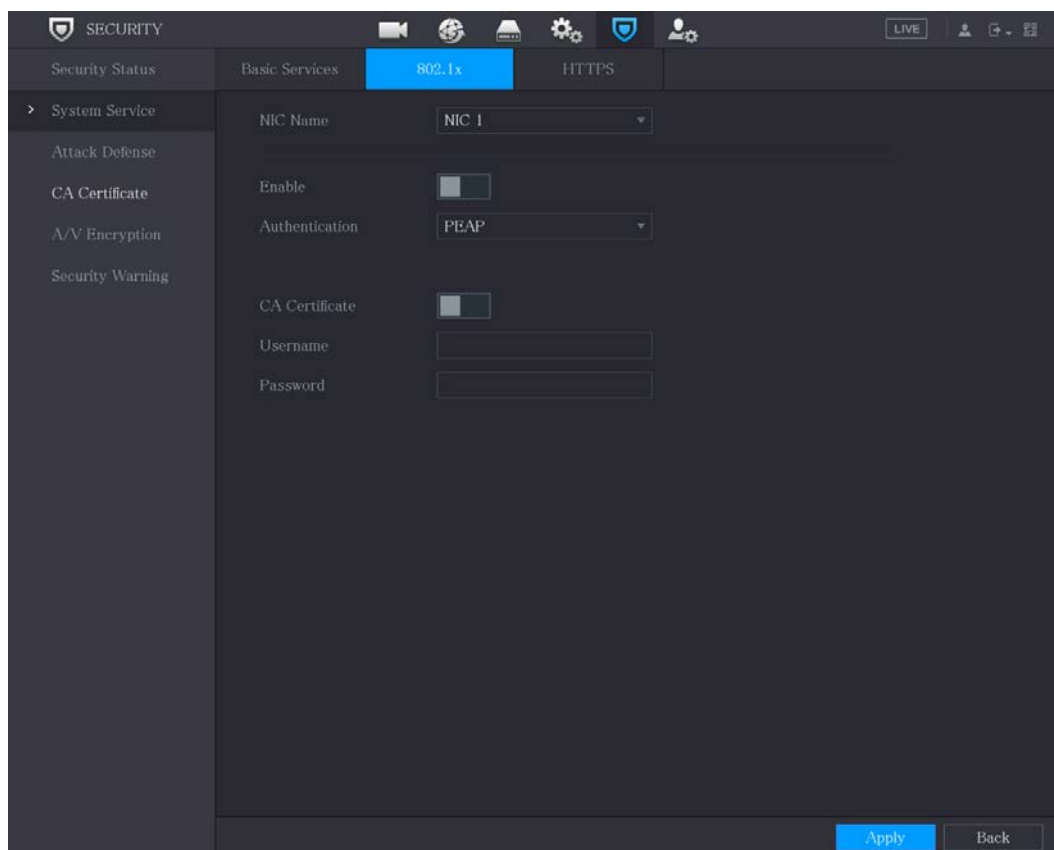 SECURITY
LIVE
Security Status
Basic Services 802.1x HTTPS
> System Service
NIC Name NIC 1
Attack Defense
CA Certificate
Enable
A/V Encryption
Authentication PEAP
Security Warning
CA Certificate
Username
Password
Apply Back